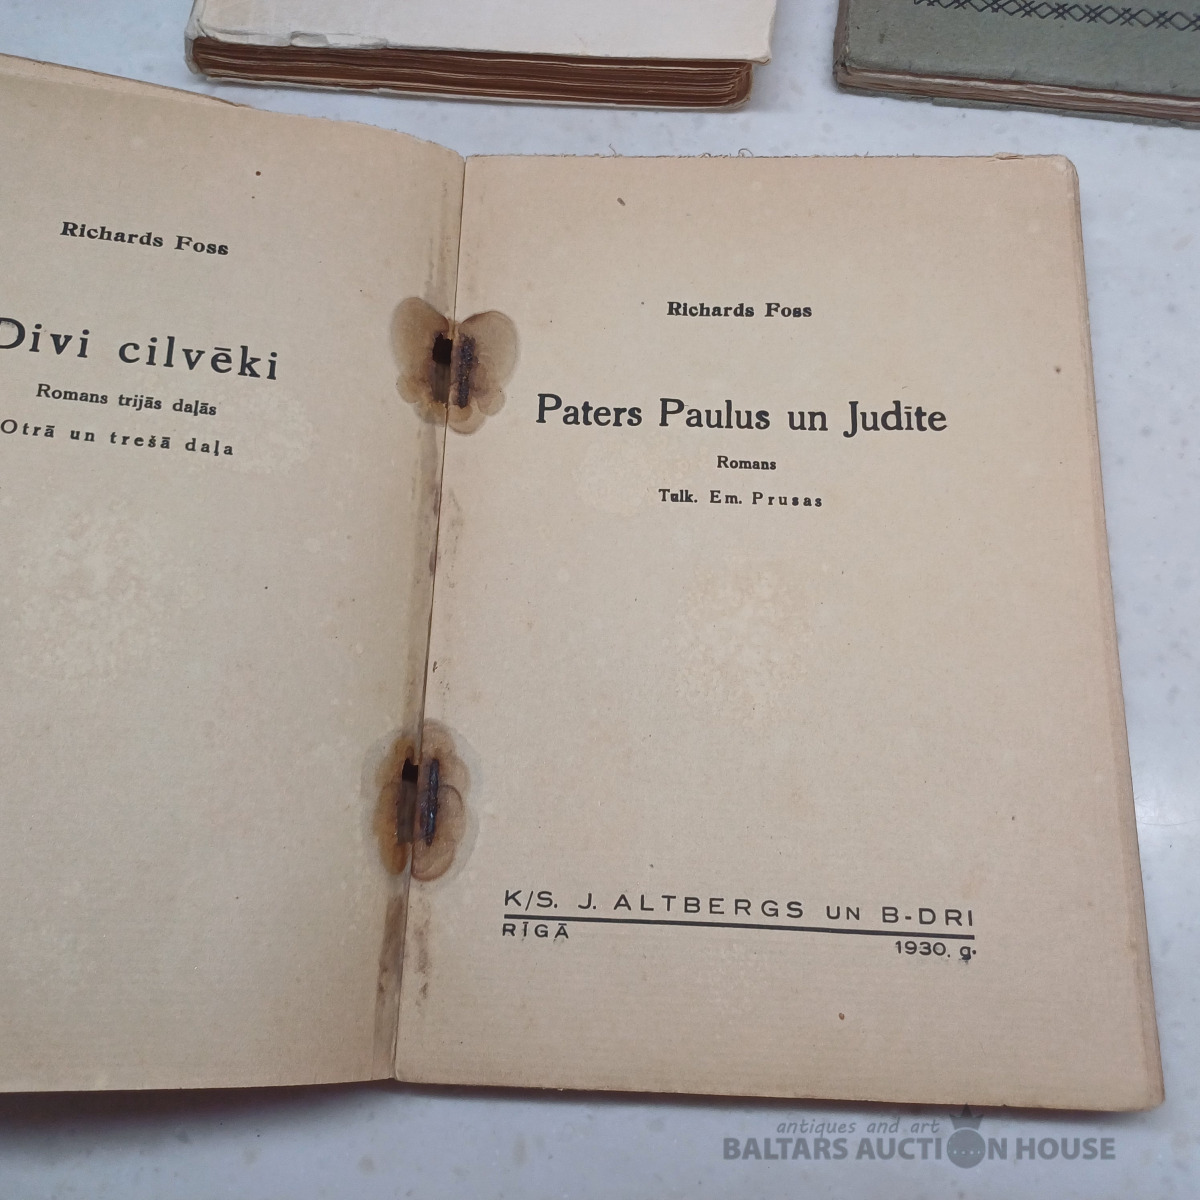 Richards Foss
Divi cilvēki
Romans trijās daļās
Otrā un trešā daļa
Richards Foss
Paters Paulus un Judīte
Romans
Tulk. Em. Prusas
K/S. J. ALTBERGS UN B-DRI
RĪGĀ 1930. g.
antiques and art
BALTARS AUCTION HOUSE